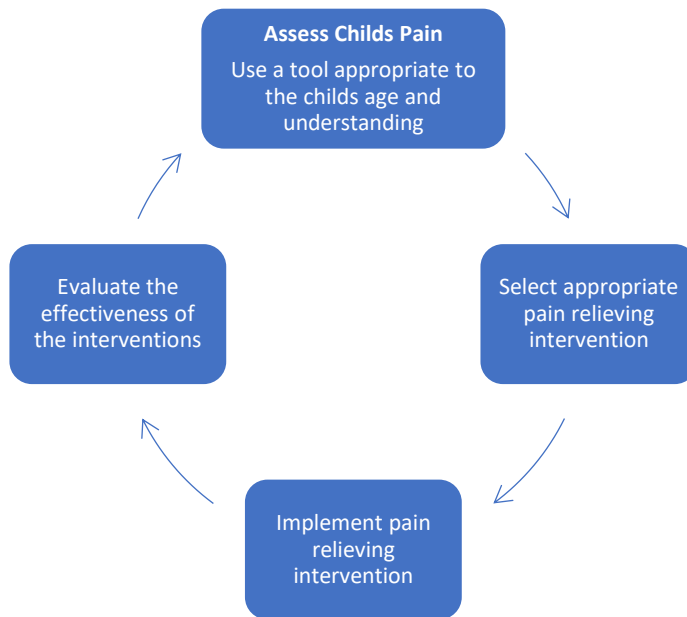 Assess Childs Pain
Use a tool appropriate to
the childs age and
understanding
Select appropriate
pain relieving
intervention
Implement pain
relieving
intervention
Evaluate the
effectiveness of
the interventions